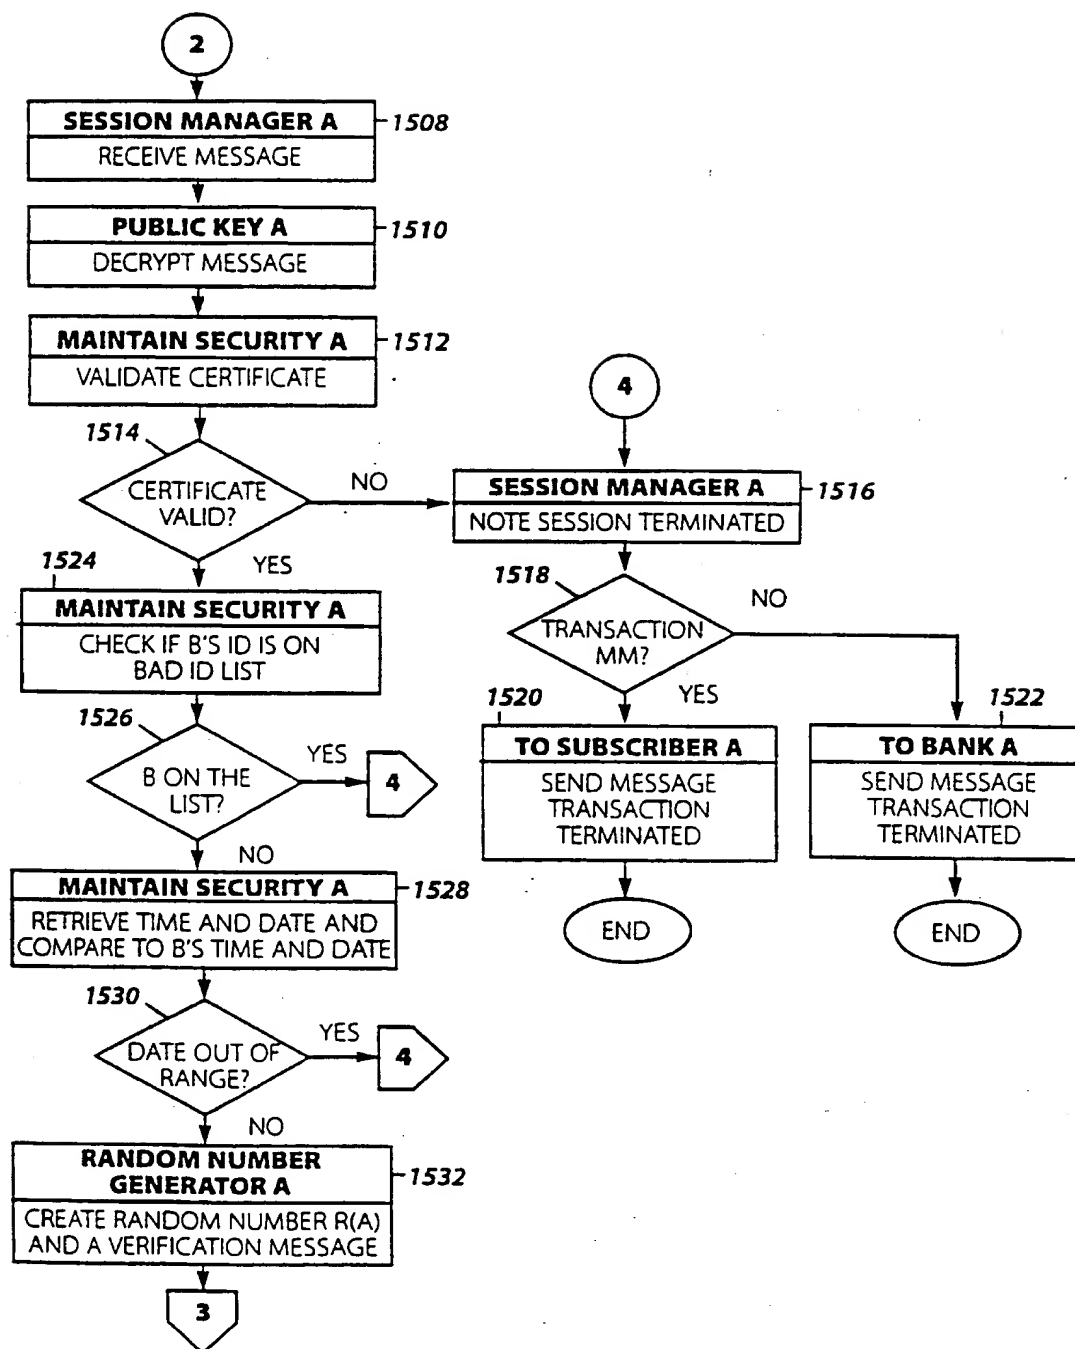 2
SESSION MANAGER A
1508
RECEIVE MESSAGE
PUBLIC KEY A
1510
DECRYPT MESSAGE
MAINTAIN SECURITY A
1512
VALIDATE CERTIFICATE
1514
CERTIFICATE
VALID?
NO
YES
4
SESSION MANAGER A
1516
NOTE SESSION TERMINATED
1518
TRANSACTION
MM?
NO
YES
1520
TO SUBSCRIBER A
SEND MESSAGE
TRANSACTION
TERMINATED
END
1522
TO BANK A
SEND MESSAGE
TRANSACTION
TERMINATED
END
1524
MAINTAIN SECURITY A
CHECK IF B'S ID IS ON
BAD ID LIST
1526
B ON THE
LIST?
YES
4
NO
MAINTAIN SECURITY A
1528
RETRIEVE TIME AND DATE AND
COMPARE TO B'S TIME AND DATE
1530
DATE OUT OF
RANGE?
YES
4
NO
RANDOM NUMBER
GENERATOR A
1532
CREATE RANDOM NUMBER R(A)
AND A VERIFICATION MESSAGE
3